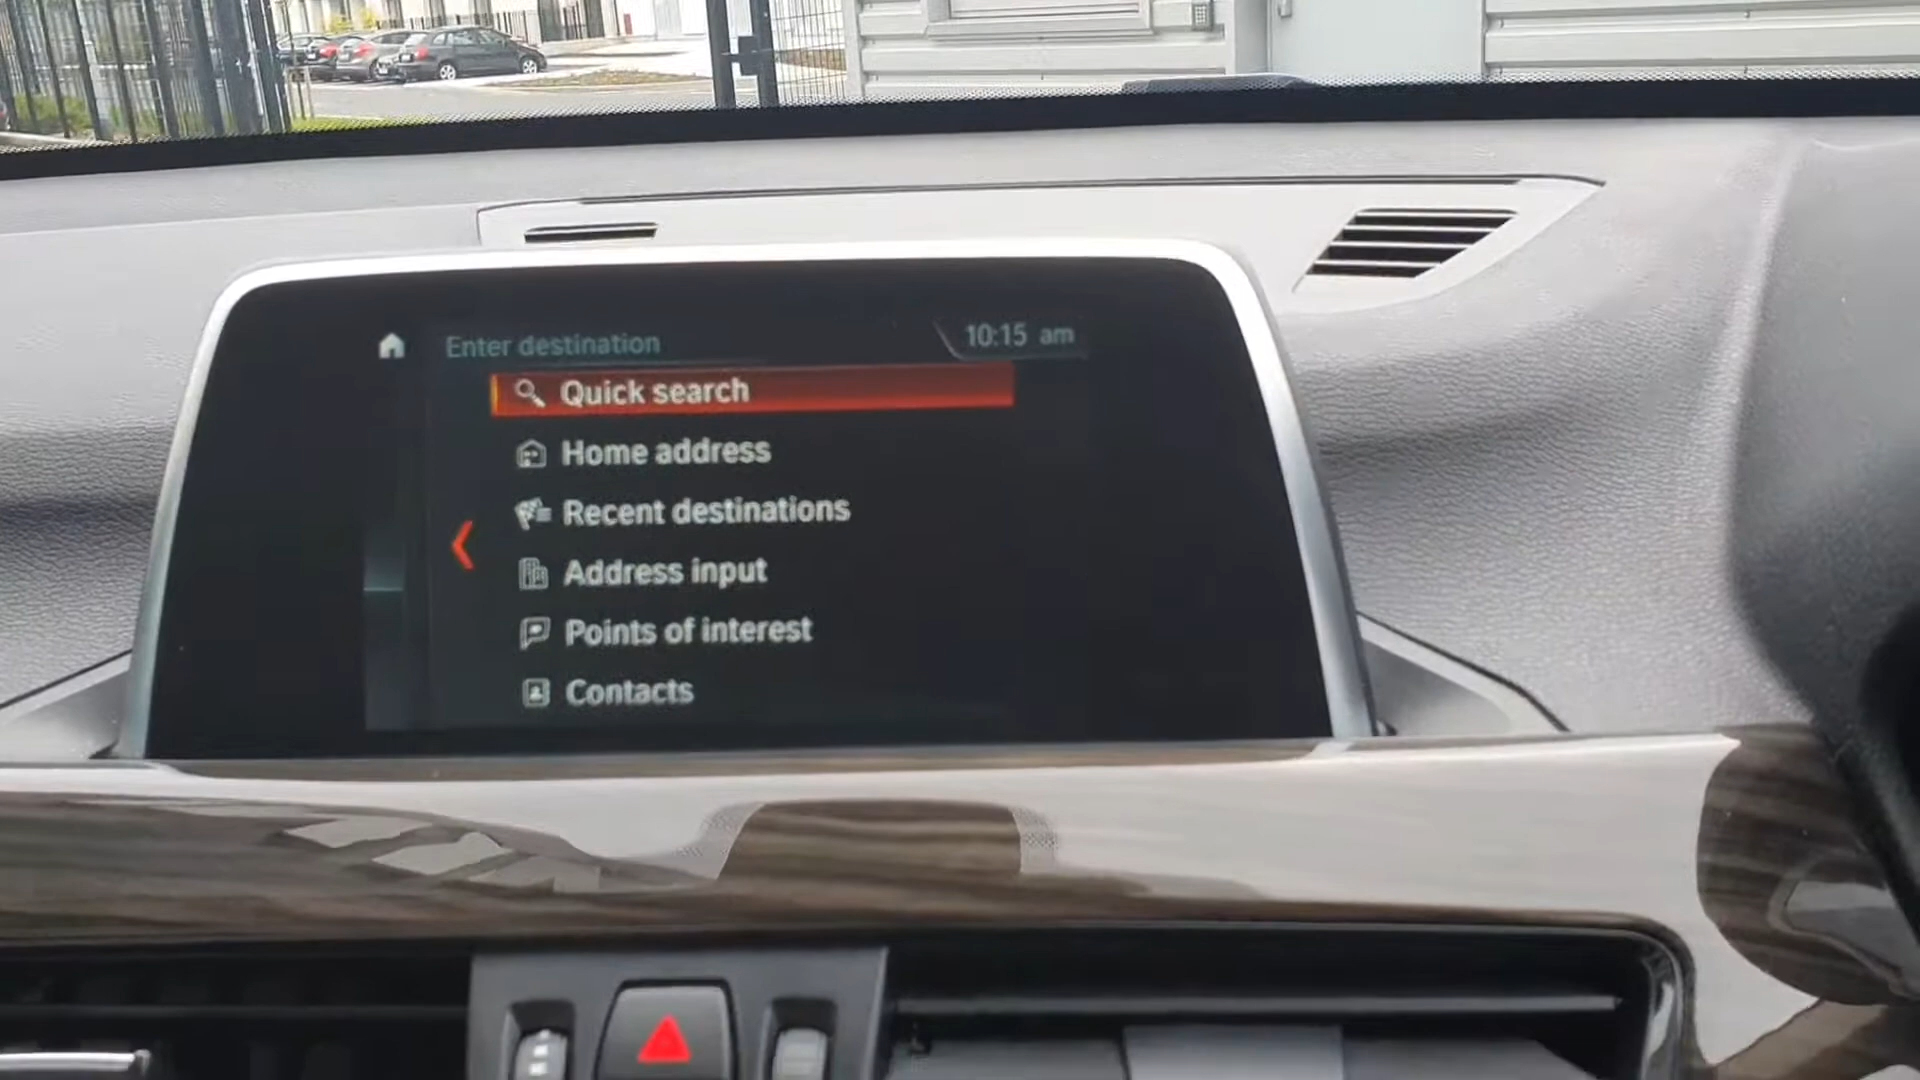 Enter destination
10:15 am
Quick search
Home address
Recent destinations
Address input
Points of interest
Contacts